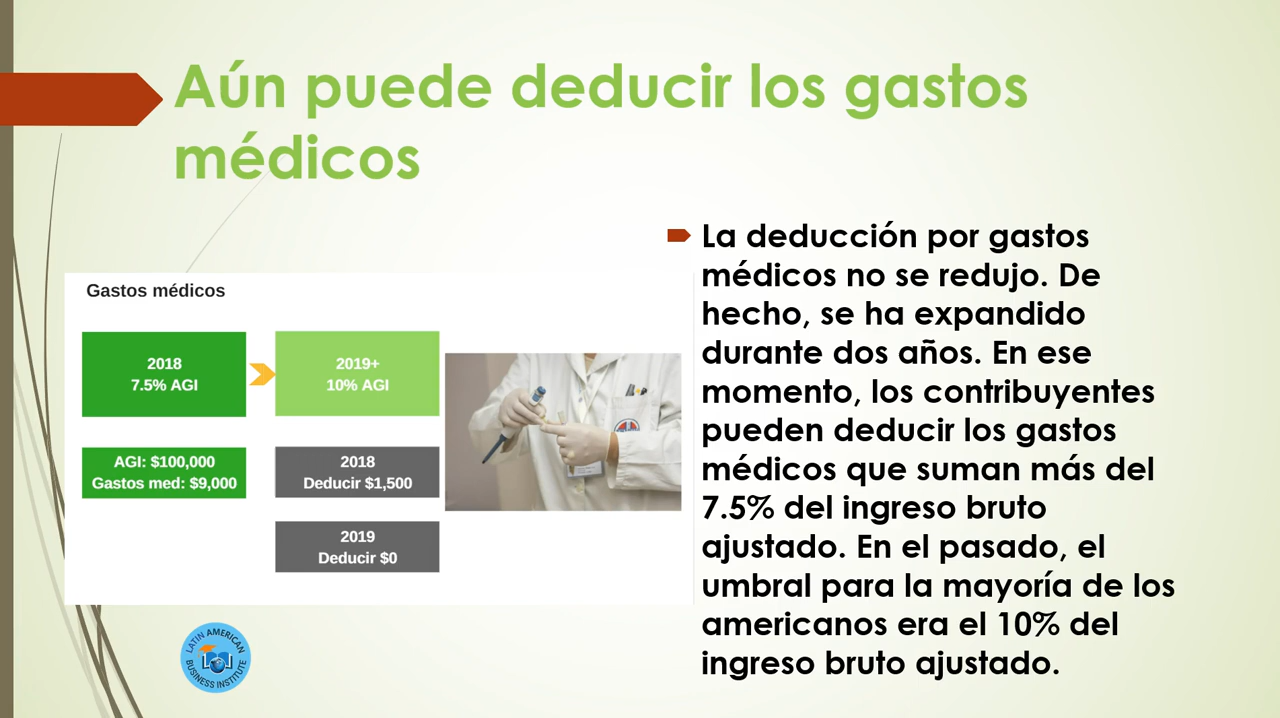 Aún puede deducir los gastos
médicos
Gastos médicos
2018
7.5% AGI
2019+
10% AGI
AGI: $100,000
Gastos med: $9,000
2018
Deducir $1,500
2019
Deducir $0
La deducción por gastos
médicos no se redujo. De
hecho, se ha expandido
durante dos años. En ese
momento, los contribuyentes
pueden deducir los gastos
médicos que suman más del
7.5% del ingreso bruto
ajustado. En el pasado, el
umbral para la mayoría de los
americanos era el 10% del
ingreso bruto ajustado.
LATIN AMERICAN
BUSINESS INSTITUTE